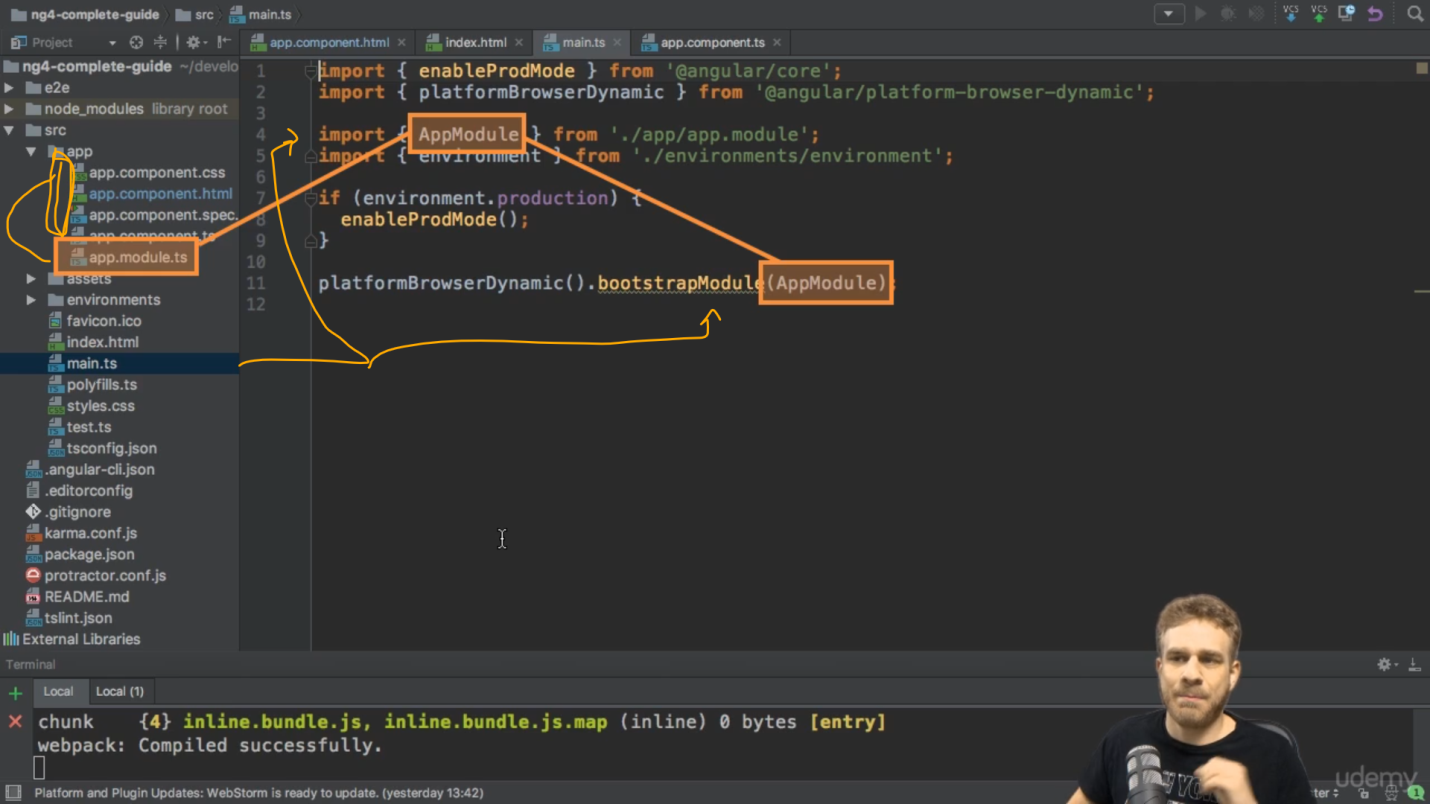 ng4-complete-guide src main.ts
VCS VCS
Project
app.component.html index.html main.ts app.component.ts
ng4-complete-guide ~/develo
e2e
node_modules library root
src
app
app.component.css
app.component.html
app.component.spec.
app.component.ts
app.module.ts
assets
environments
favicon.ico
index.html
main.ts
polyfills.ts
styles.css
test.ts
tsconfig.json
.angular-cli.json
.editorconfig
.gitignore
karma.conf.js
package.json
protractor.conf.js
README.md
tslint.json
External Libraries
1 import { enableProdMode } from '@angular/core';
2 import { platformBrowserDynamic } from '@angular/platform-browser-dynamic';
3
4 import { AppModule } from './app/app.module';
5 import { environment } from './environments/environment';
6
7 if (environment.production) {
8 enableProdMode();
9 }
10
11 platformBrowserDynamic().bootstrapModule(AppModule);
12
Terminal
Local Local (1)
chunk {4} inline.bundle.js, inline.bundle.js.map (inline) 0 bytes [entry]
webpack: Compiled successfully.
Platform and Plugin Updates: WebStorm is ready to update. (yesterday 13:42)
ter
1
udemy